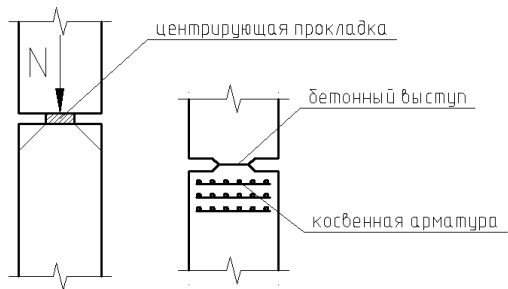 центрирующая прокладка
N
бетонный выступ
косвенная арматура